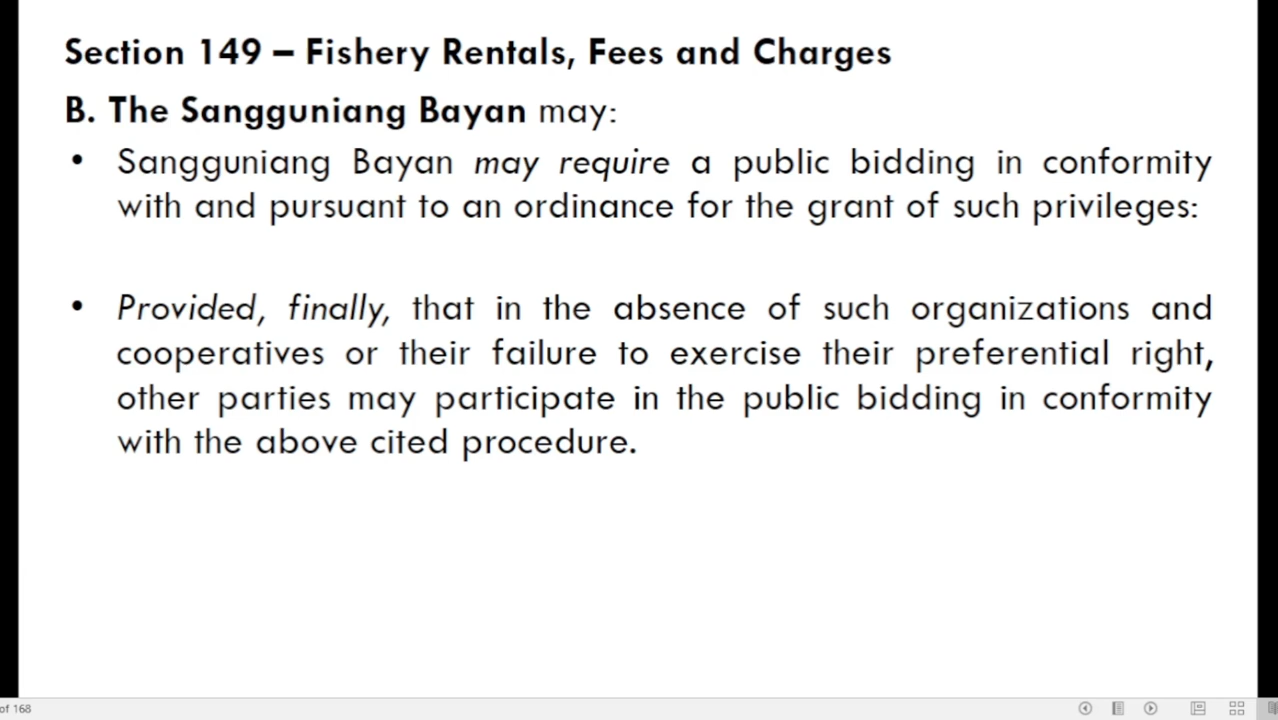 Section 149 – Fishery Rentals, Fees and Charges
B. The Sangguniang Bayan may:
• Sangguniang Bayan may require a public bidding in conformity
with and pursuant to an ordinance for the grant of such privileges:
• Provided, finally, that in the absence of such organizations and
cooperatives or their failure to exercise their preferential right,
other parties may participate in the public bidding in conformity
with the above cited procedure.
of 168